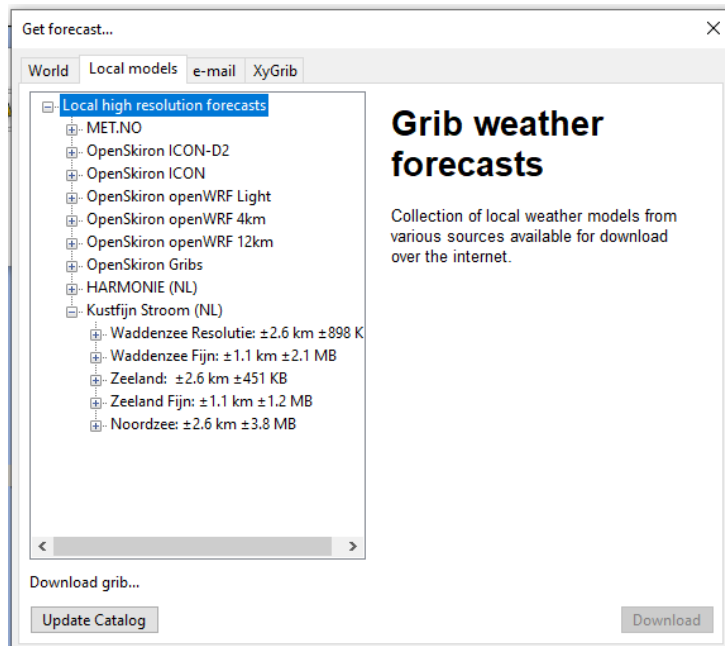 Get forecast...
World Local models e-mail XyGrib
Local high resolution forecasts
MET.NO
OpenSkiron ICON-D2
OpenSkiron ICON
OpenSkiron openWRF Light
OpenSkiron openWRF 4km
OpenSkiron openWRF 12km
OpenSkiron Gribs
HARMONIE (NL)
Kustfijn Stroom (NL)
Waddenzee Resolutie: ±2.6 km ±898 K
Waddenzee Fijn: ±1.1 km ±2.1 MB
Zeeland: ±2.6 km ±451 KB
Zeeland Fijn: ±1.1 km ±1.2 MB
Noordzee: ±2.6 km ±3.8 MB
Grib weather
forecasts
Collection of local weather models from
various sources available for download
over the internet.
Download grib...
Update Catalog
Download